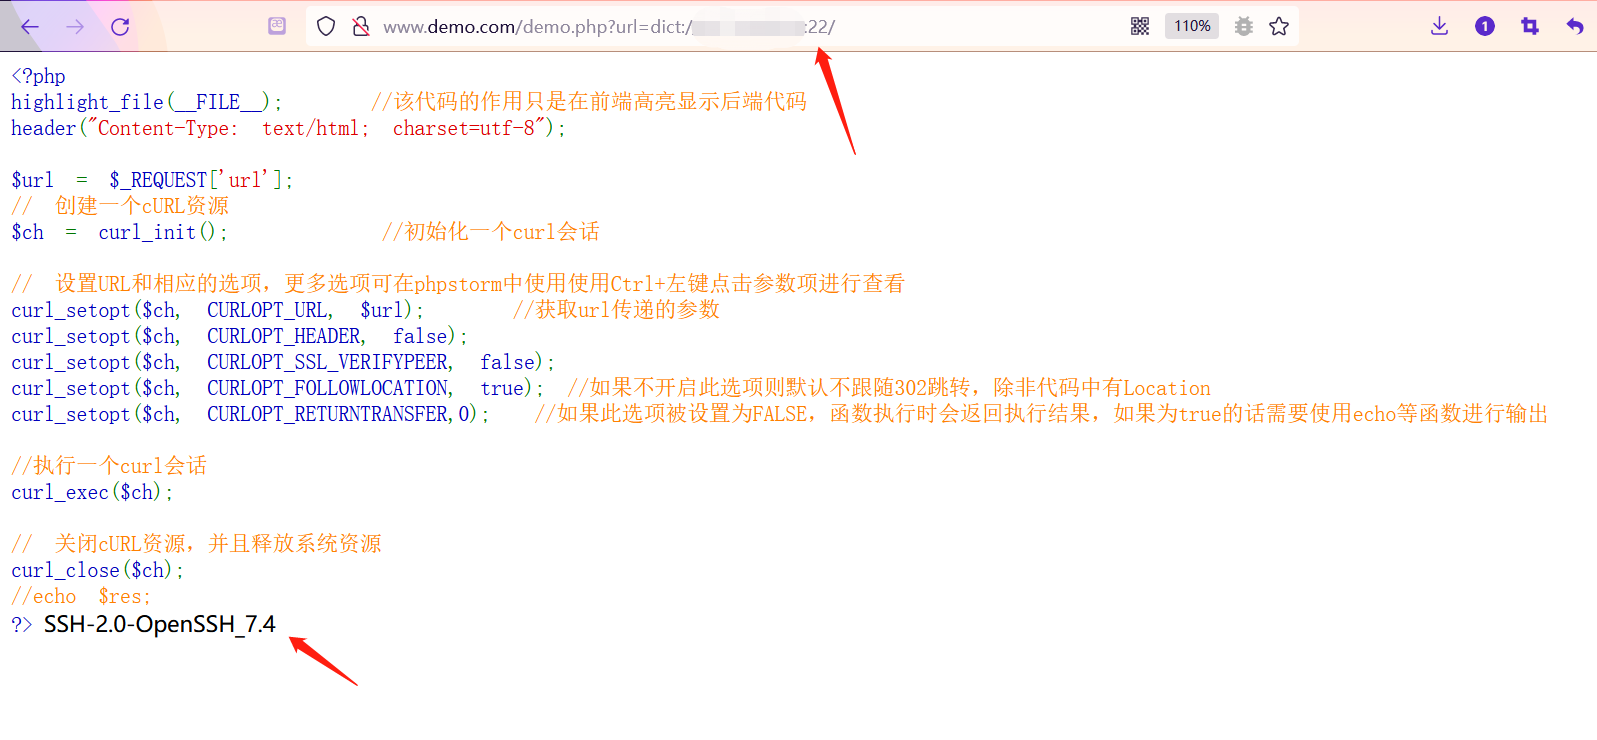 www.demo.com/demo.php?url=dict:/ :22/ 110% 1
<?php
highlight_file(__FILE__); //该代码的作用只是在前端高亮显示后端代码
header("Content-Type: text/html; charset=utf-8");
$url = $_REQUEST['url'];
// 创建一个cURL资源
$ch = curl_init(); //初始化一个curl会话
// 设置URL和相应的选项，更多选项可在phpstorm中使用使用Ctrl+左键点击参数项进行查看
curl_setopt($ch, CURLOPT_URL, $url); //获取url传递的参数
curl_setopt($ch, CURLOPT_HEADER, false);
curl_setopt($ch, CURLOPT_SSL_VERIFYPEER, false);
curl_setopt($ch, CURLOPT_FOLLOWLOCATION, true); //如果不开启此选项则默认不跟随302跳转，除非代码中有Location
curl_setopt($ch, CURLOPT_RETURNTRANSFER,0); //如果此选项被设置为FALSE，函数执行时会返回执行结果，如果为true的话需要使用echo等函数进行输出
//执行一个curl会话
curl_exec($ch);
// 关闭cURL资源，并且释放系统资源
curl_close($ch);
//echo $res;
?> SSH-2.0-OpenSSH_7.4